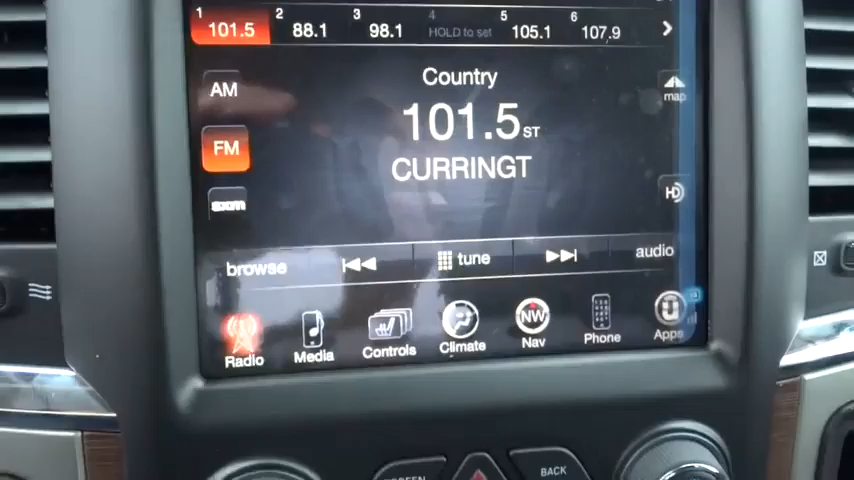 1 2 3 4 5 6
101.5 88.1 98.1 HOLD to set 105.1 107.9
Country
AM
map
101.5 ST
FM
CURRINGT
sxm
HD
browse tune audio
NW
Radio Media Controls Climate Nav Phone Apps
BACK